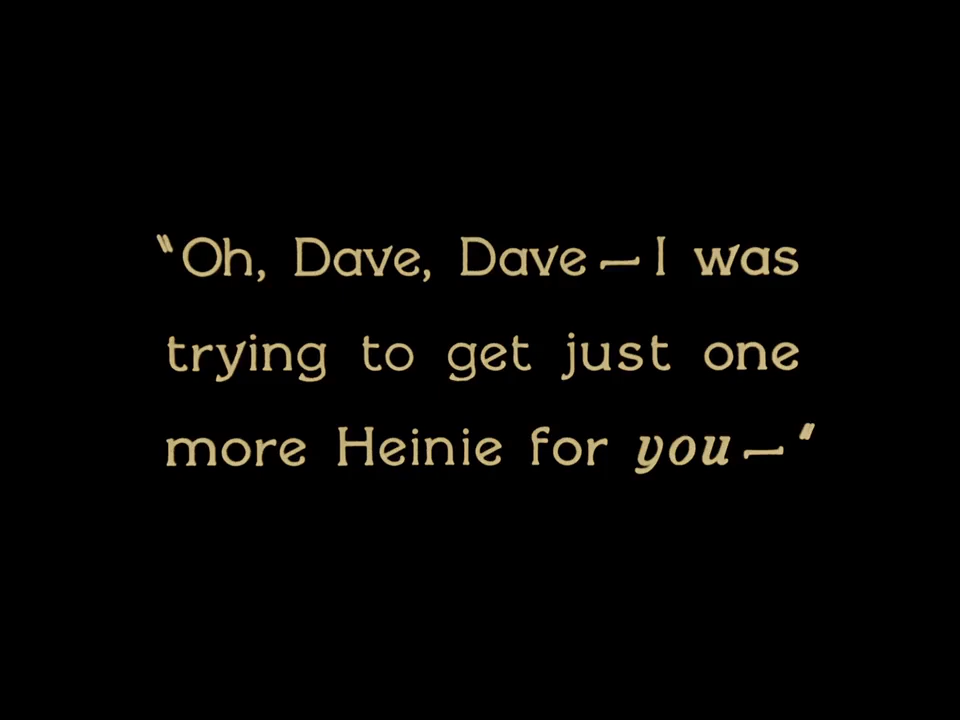 "Oh, Dave, Dave—I was
trying to get just one
more Heinie for you—"